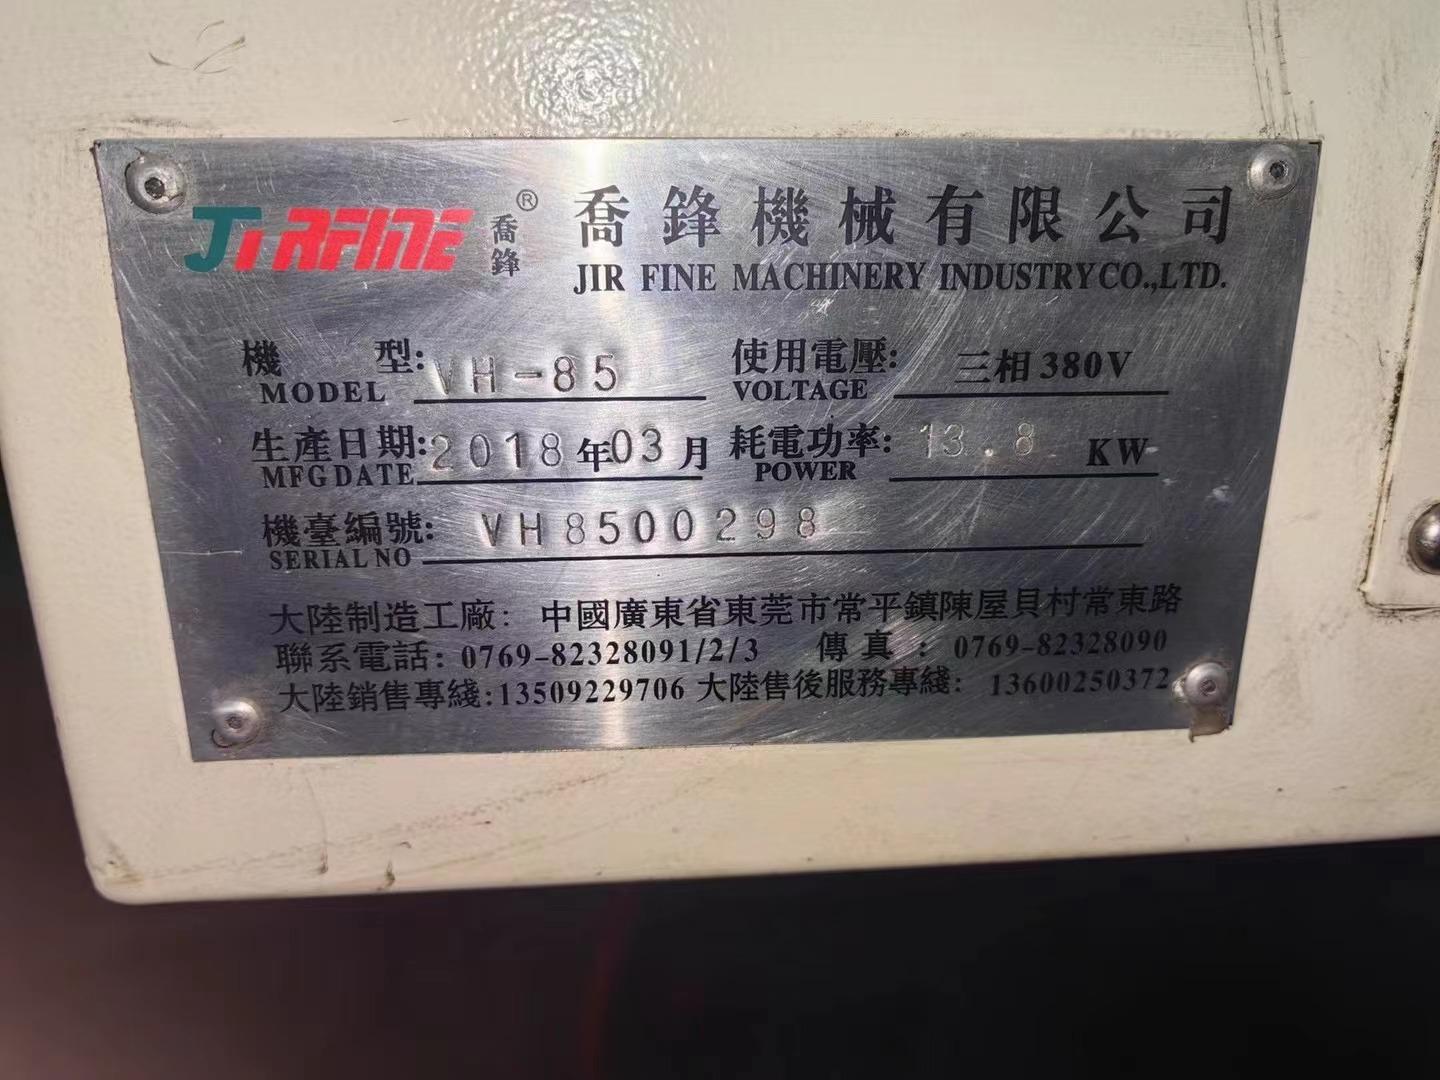 JIRFINE® 喬鋒 喬鋒機械有限公司
JIR FINE MACHINERY INDUSTRY CO.,LTD.
機型: VH-85 使用電壓: 三相380V
MODEL VOLTAGE
生產日期: 2018年03月 耗電功率: 13.8 KW
MFG DATE POWER
機臺編號: VH8500298
SERIAL NO
大陸制造工廠: 中國廣東省東莞市常平鎮陳屋貝村常東路
聯系電話: 0769-82328091/2/3 傳真: 0769-82328090
大陸銷售專綫:13509229706 大陸售後服務專綫: 13600250372